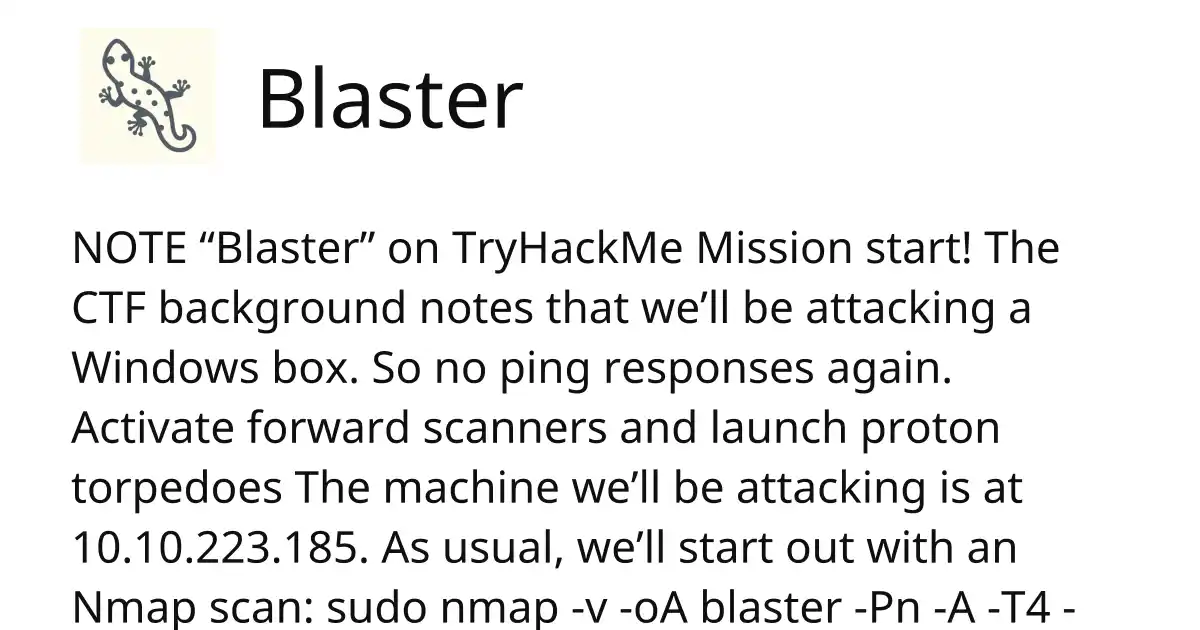 Blaster
NOTE “Blaster” on TryHackMe Mission start! The
CTF background notes that we’ll be attacking a
Windows box. So no ping responses again.
Activate forward scanners and launch proton
torpedoes The machine we’ll be attacking is at
10.10.223.185. As usual, we’ll start out with an
Nmap scan: sudo nmap -v -oA blaster -Pn -A -T4 -